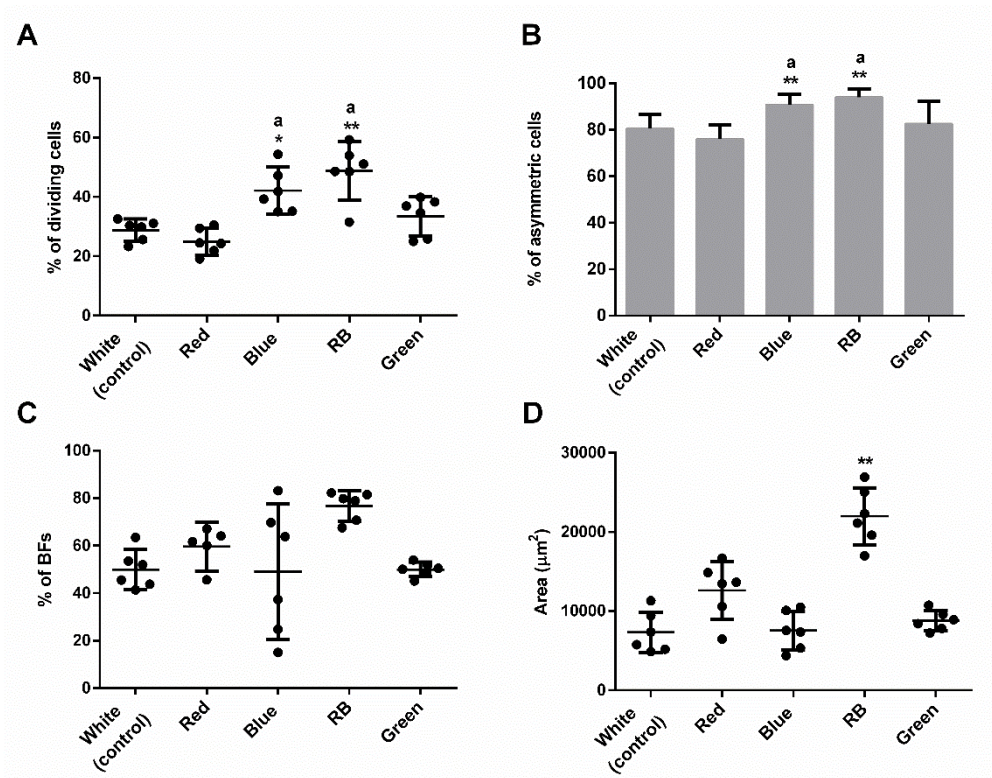 A
% of dividing cells
80
60
40
20
0
a
*
a
**
White
(control)
Red
Blue
RB
Green
B
% of asymmetric cells
100
80
60
40
20
0
a
**
a
**
White
(control)
Red
Blue
RB
Green
C
% of BFs
100
80
60
40
20
0
White
(control)
Red
Blue
RB
Green
D
Area (μm²)
30000
20000
10000
0
**
White
(control)
Red
Blue
RB
Green